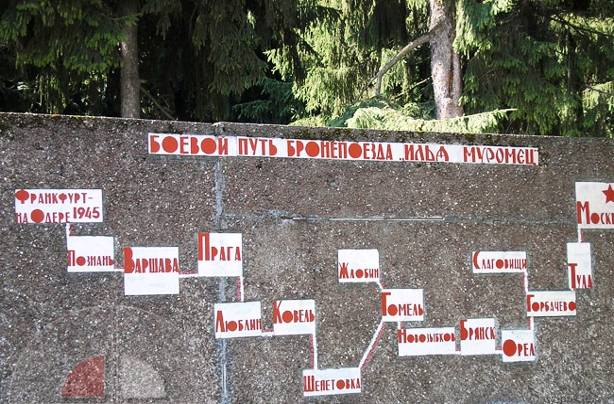 БОЕВОЙ ПУТЬ БРОНЕПОЕЗДА „ИЛЬЯ МУРОМЕЦ"
ФРАНКФУРТ-
НА ОДЕРЕ 1945
ПОЗНАНЬ
ВАРШАВА
ПРАГА
ЛЮБЛИН
КОВЕЛЬ
ШЕПЕТОВКА
ЖЛОБИН
ГОМЕЛЬ
НОВОЗЫБКОВ
БРЯНСК
ОРЕЛ
СЛАГОВИЩИ
ГОРБАЧЕВО
ТУЛА
МОСК